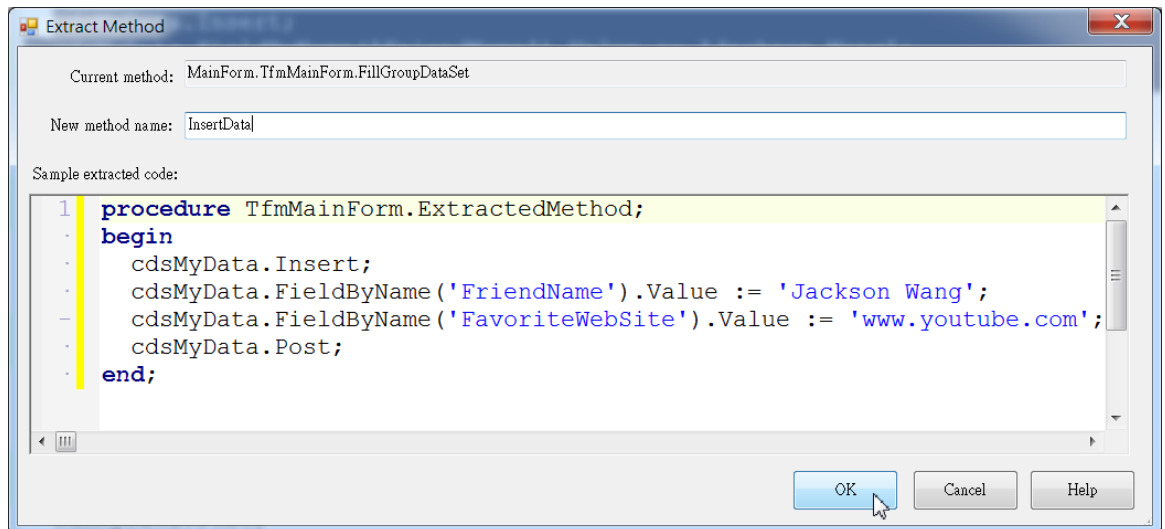 Extract Method
Current method: MainForm.TfmMainForm.FillGroupDataSet
New method name: InsertData
Sample extracted code:
1 procedure TfmMainForm.ExtractedMethod;
begin
cdsMyData.Insert;
cdsMyData.FieldByName('FriendName').Value := 'Jackson Wang';
cdsMyData.FieldByName('FavoriteWebSite').Value := 'www.youtube.com';
cdsMyData.Post;
end;
OK Cancel Help